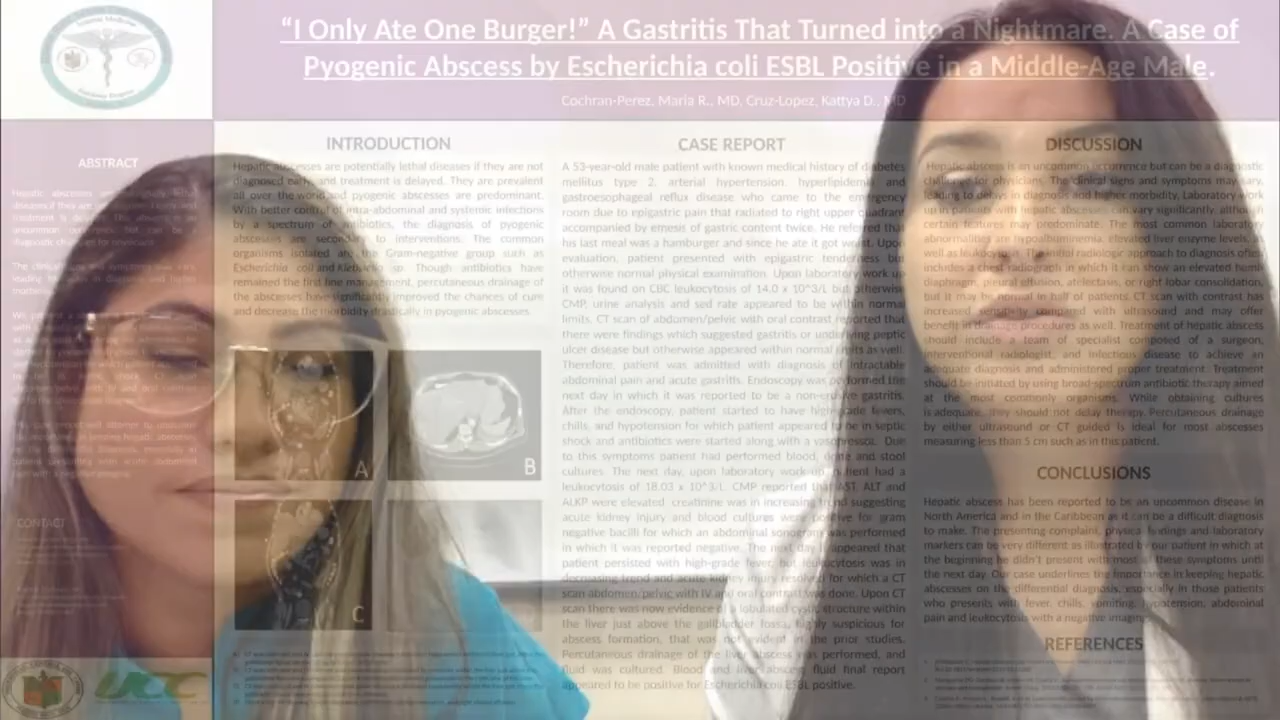 “I Only Ate One Burger!” A Gastritis That Turned into a Nightmare. A Case of
Pyogenic Abscess by Escherichia coli ESBL Positive in a Middle-Age Male.
Cochran-Perez, Maria R., MD, Cruz-Lopez, Kattya D., MD
ABSTRACT
CONTACT
UCC
INTRODUCTION
Hepatic abscesses are potentially lethal diseases if they are not
diagnosed early and treatment is delayed. They are prevalent
all over the world and pyogenic abscesses are predominant.
With better control of intra-abdominal and systemic infections
by a spectrum of antibiotics, the diagnosis of pyogenic
abscesses are secondary to interventions. The common
organisms isolated are the Gram-negative group such as
Escherichia coli and Klebsiella sp. Though antibiotics have
remained the first line management, percutaneous drainage of
the abscesses have significantly improved the chances of cure
and decrease the morbidity drastically in pyogenic abscesses.
A
B
C
CASE REPORT
A 53-year-old male patient with known medical history of diabetes
mellitus type 2, arterial hypertension, hyperlipidemia and
gastroesophageal reflux disease who came to the emergency
room due to epigastric pain that radiated to right upper quadrant
accompanied by emesis of gastric content twice. He referred that
his last meal was a hamburger and since he ate it got worst. Upon
evaluation, patient presented with epigastric tenderness but
otherwise normal physical examination. Upon laboratory work up
it was found on CBC leukocytosis of 14.0 x 10^3/L but otherwise
CMP, urine analysis and sed rate appeared to be within normal
limits. CT scan of abdomen/pelvic with oral contrast reported that
there were findings which suggested gastritis or underlying peptic
ulcer disease but otherwise appeared within normal limits as well.
Therefore, patient was admitted with diagnosis of intractable
abdominal pain and acute gastritis. Endoscopy was performed the
next day in which it was reported to be a non-erosive gastritis.
After the endoscopy, patient started to have high-grade fevers,
chills, and hypotension for which patient appeared to be in septic
shock and antibiotics were started along with a vasopressor. Due
to this symptoms patient had performed blood, urine and stool
cultures. The next day, upon laboratory work-up, patient had a
leukocytosis of 18.03 x 10^3/L. CMP reported that AST, ALT and
ALKP were elevated, creatinine was in increasing trend suggesting
acute kidney injury and blood cultures were positive for gram
negative bacilli for which an abdominal sonogram was performed
in which it was reported negative. The next day it appeared that
patient persisted with high-grade fever, but leukocytosis was in
decreasing trend and acute kidney injury resolved for which a CT
scan abdomen/pelvic with IV and oral contrast was done. Upon CT
scan there was now evidence of a lobulated cystic structure within
the liver just above the gallbladder fossa, highly suspicious for
abscess formation, that was not evident in the prior studies.
Percutaneous drainage of the liver abscess was performed, and
fluid was cultured. Blood and liver abscess fluid final report
appeared to be positive for Escherichia coli ESBL positive.
DISCUSSION
Hepatic abscess is an uncommon occurrence but can be a diagnostic
challenge for physicians. The clinical signs and symptoms may vary,
leading to delays in diagnosis and higher morbidity. Laboratory work
up in patients with hepatic abscesses can vary significantly, although
certain features may predominate. The most common laboratory
abnormalities are hypoalbuminemia, elevated liver enzyme levels, as
well as leukocytosis. The initial radiologic approach to diagnosis often
includes a chest radiograph in which it can show an elevated hemi
diaphragm, pleural effusion, atelectasis, or right lobar consolidation,
but it may be normal in half of patients. CT scan with contrast has
increased sensitivity compared with ultrasound and may offer
benefit in drainage procedures as well. Treatment of hepatic abscess
should include a team of specialist composed of a surgeon,
interventional radiologist, and infectious disease to achieve an
adequate diagnosis and administered proper treatment. Treatment
should be initiated by using broad-spectrum antibiotic therapy aimed
at the most commonly organisms. While obtaining cultures
is adequate, they should not delay therapy. Percutaneous drainage
by either ultrasound or CT guided is ideal for most abscesses
measuring less than 5 cm such as in this patient.
CONCLUSIONS
Hepatic abscess has been reported to be an uncommon disease in
North America and in the Caribbean as it can be a difficult diagnosis
to make. The presenting complaint, physical findings and laboratory
markers can be very different as illustrated by our patient in which at
the beginning he didn't present with most of these symptoms until
the next day. Our case underlines the importance in keeping hepatic
abscesses on the differential diagnosis, especially in those patients
who presents with fever, chills, vomiting, hypotension, abdominal
pain and leukocytosis with a negative imaging.
REFERENCES